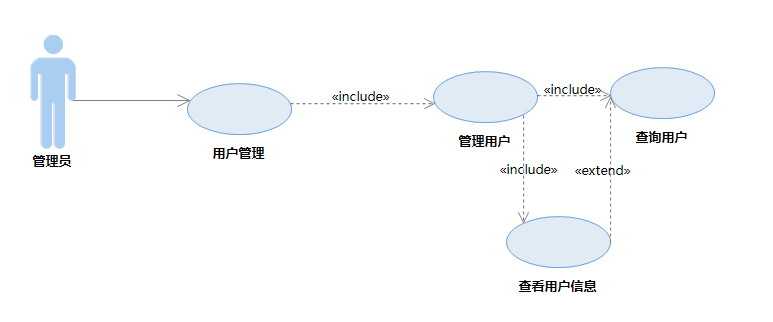 «include»
«include»
管理员
用户管理
管理用户
查询用户
«include»
«extend»
查看用户信息